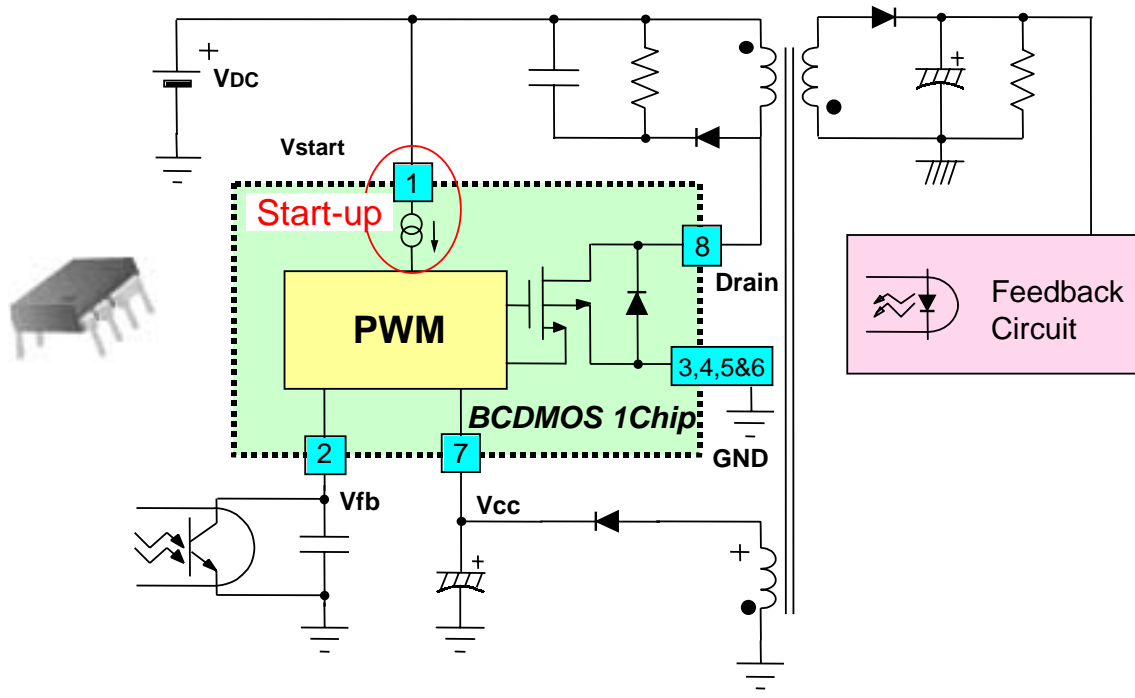 +
VDC
+
Vstart
1
Start-up
8
Drain
PWM
Feedback
Circuit
3,4,5&6
BCDMOS 1Chip
2
7
GND
Vfb
Vcc
+
+